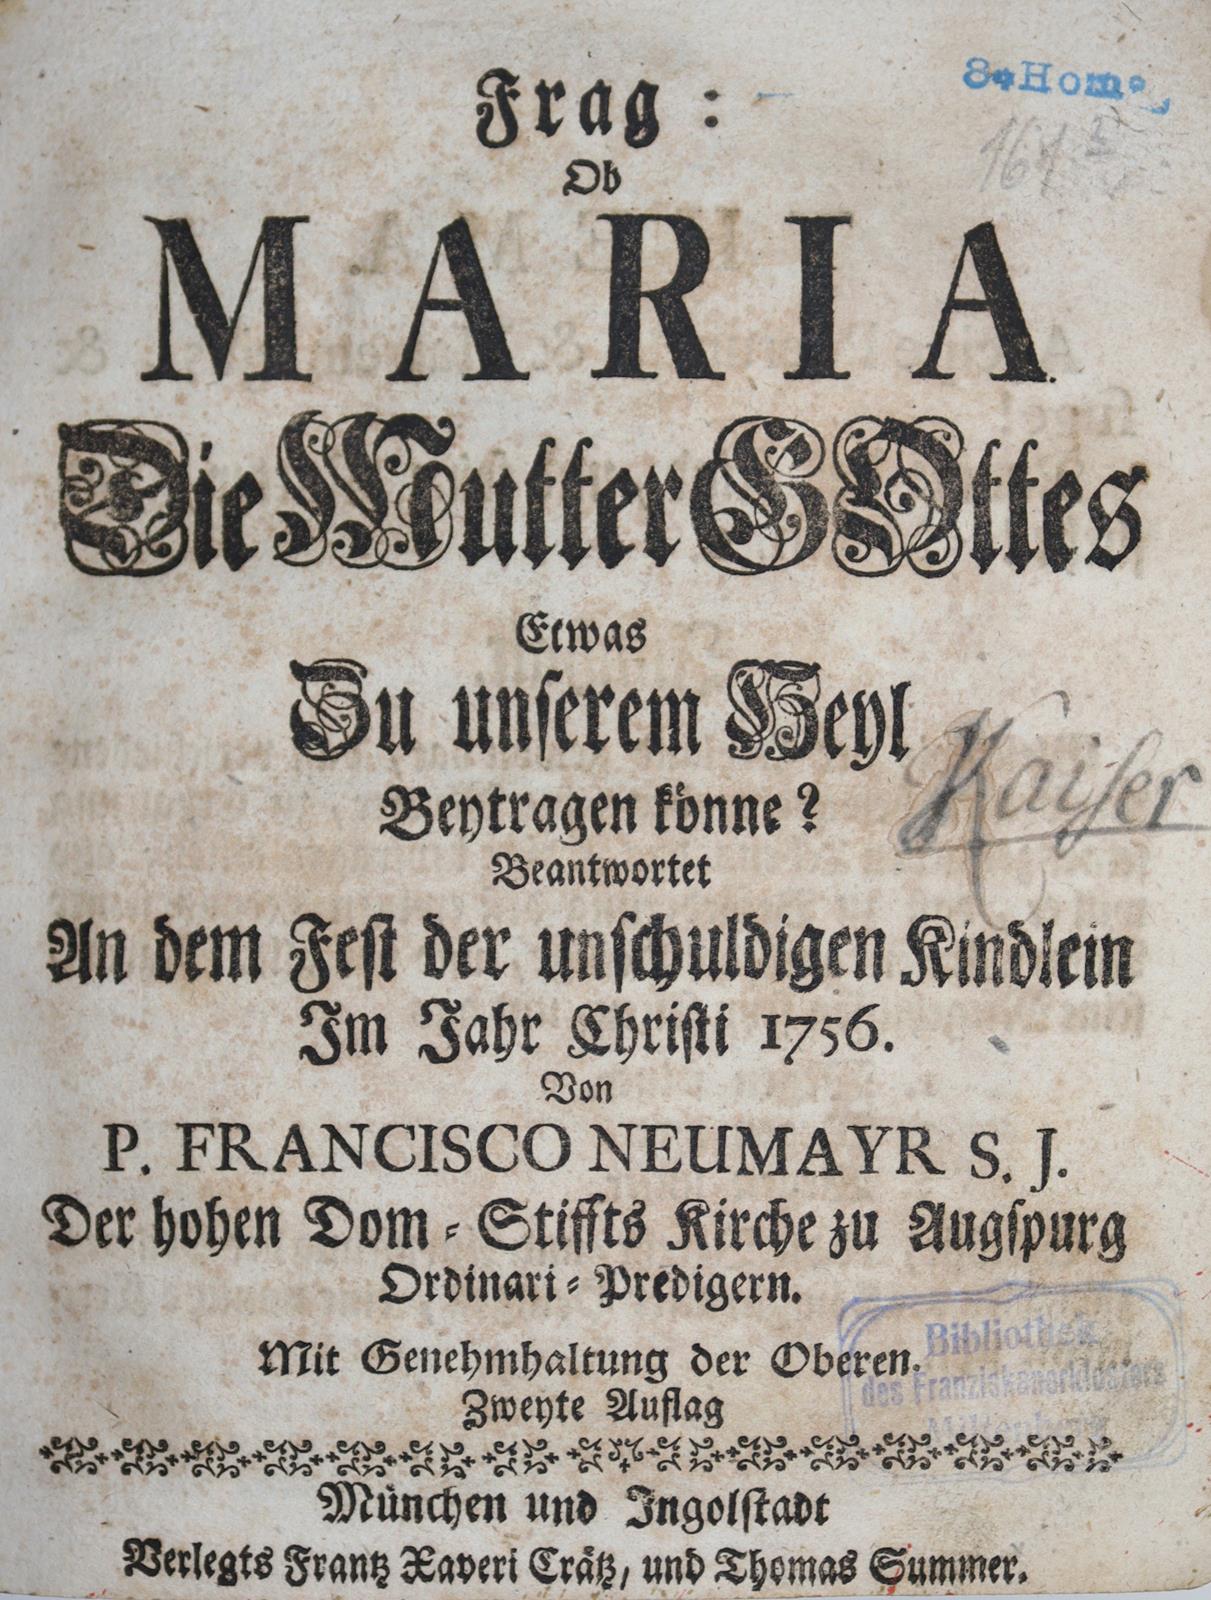 8° Hom.
Frag:
Ob
MARIA
Die Mutter GOttes
Etwas
Zu unserem Heyl
Kaiser
Beytragen könne?
Beantwortet
An dem Fest der unschuldigen Kindlein
Im Jahr Christi 1756.
Von
P. FRANCISCO NEUMAYR S. J.
Der hohen Dom-Stiffts Kirche zu Augspurg
Ordinari-Predigern.
Mit Genehmhaltung der Oberen.
Zweyte Auflag
Bibliothek
des Franziskanerklosters
München und Ingolstadt
Verlegts Frantz Xaveri Crätz, und Thomas Summer.